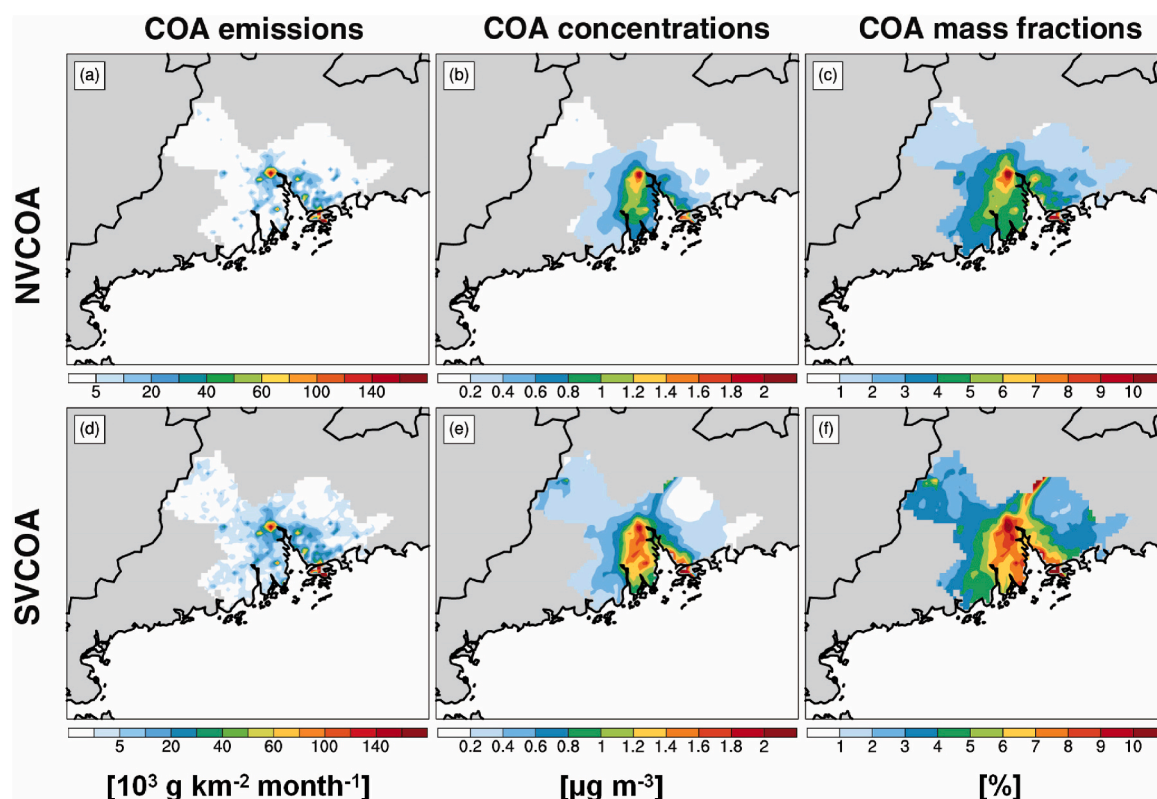 COA emissions COA concentrations COA mass fractions
NVCOA
(a) (b) (c)
5 20 40 60 100 140
0.2 0.4 0.6 0.8 1 1.2 1.4 1.6 1.8 2
1 2 3 4 5 6 7 8 9 10
SVCOA
(d) (e) (f)
5 20 40 60 100 140
0.2 0.4 0.6 0.8 1 1.2 1.4 1.6 1.8 2
1 2 3 4 5 6 7 8 9 10
[10³ g km⁻² month⁻¹] [µg m⁻³] [%]